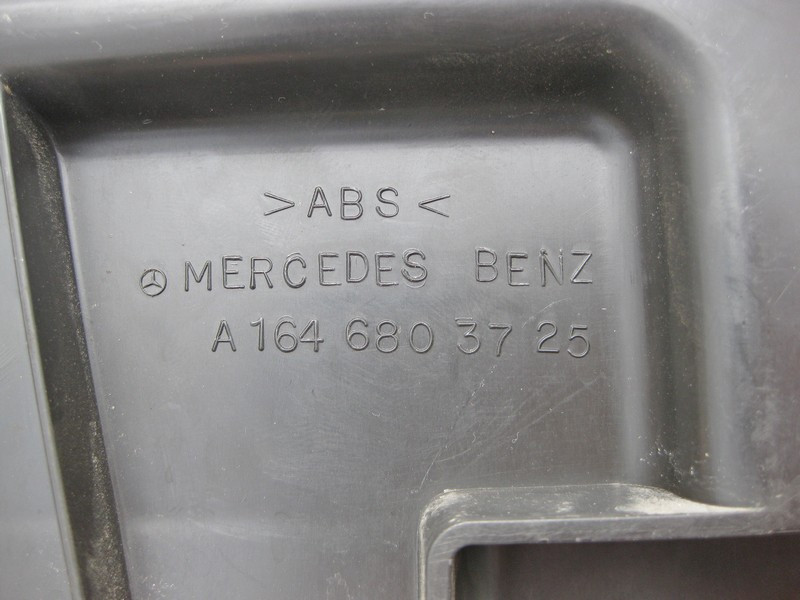 >ABS<
MERCEDES BENZ
A 164 680 37 25